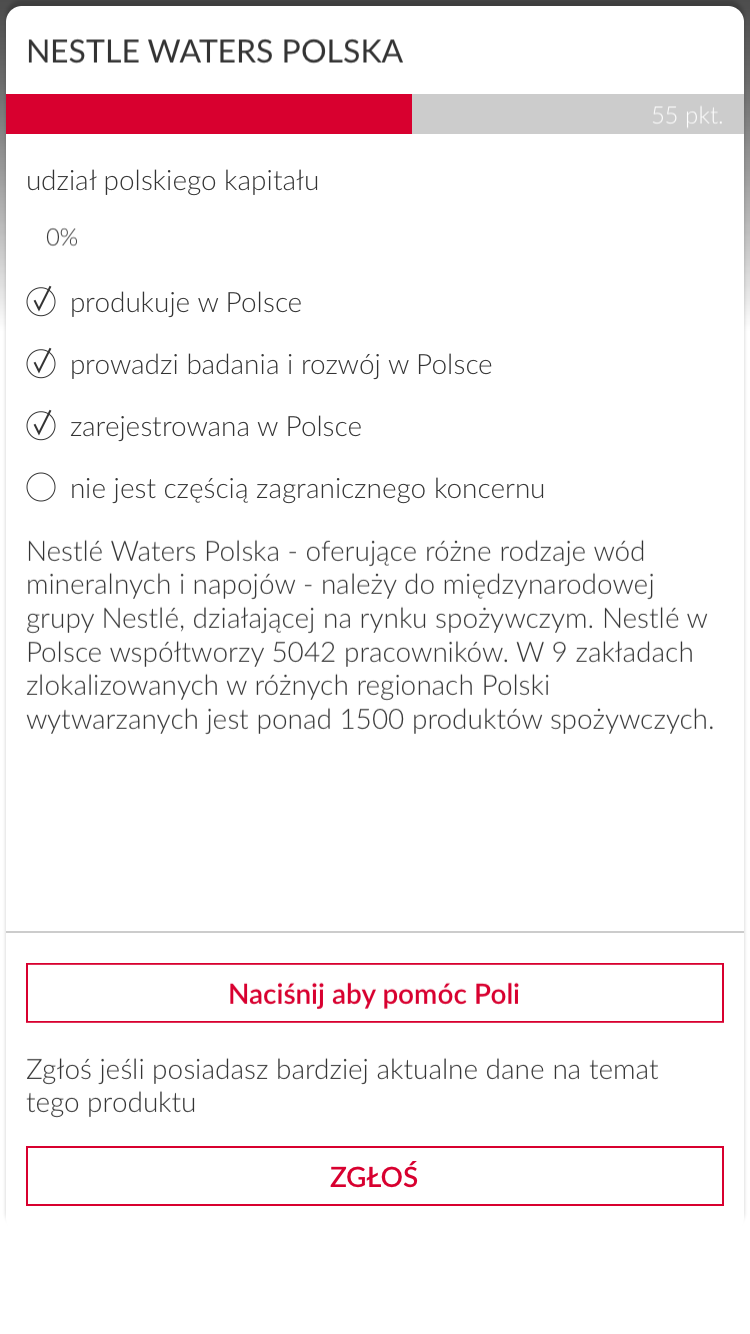 NESTLE WATERS POLSKA
55 pkt.
udział polskiego kapitału
0%
produkuje w Polsce
prowadzi badania i rozwój w Polsce
zarejestrowana w Polsce
nie jest częścią zagranicznego koncernu
Nestlé Waters Polska - oferujące różne rodzaje wód
mineralnych i napojów - należy do międzynarodowej
grupy Nestlé, działającej na rynku spożywczym. Nestlé w
Polsce współtworzy 5042 pracowników. W 9 zakładach
zlokalizowanych w różnych regionach Polski
wytwarzanych jest ponad 1500 produktów spożywczych.
Naciśnij aby pomóc Poli
Zgłoś jeśli posiadasz bardziej aktualne dane na temat
tego produktu
ZGŁOŚ